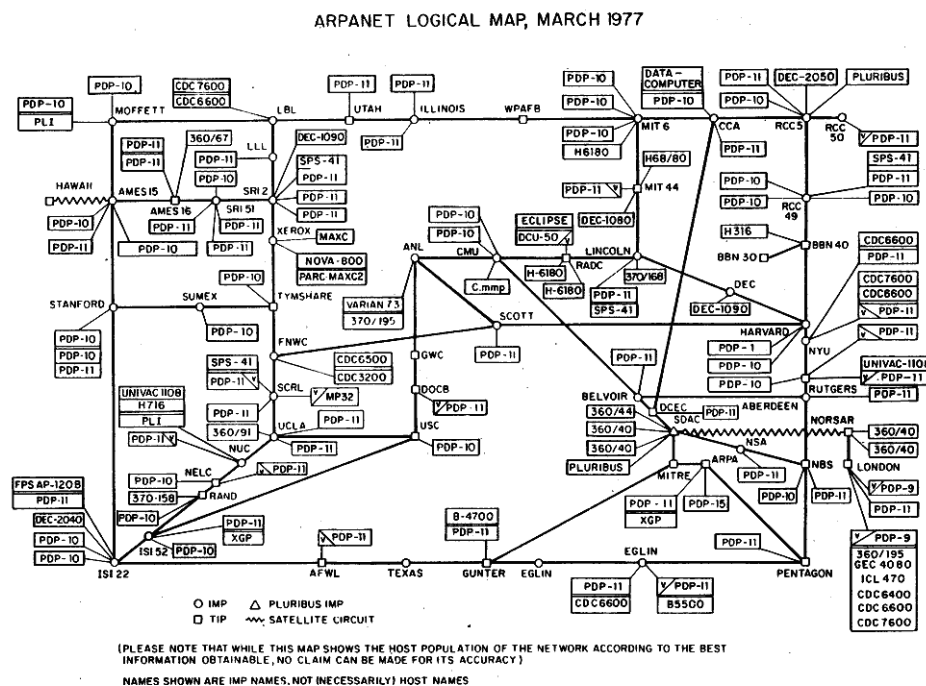 ARPANET LOGICAL MAP, MARCH 1977
PDP-10
PDP-10
PLI
MOFFETT
CDC7600
CDC6600
LBL
PDP-11
UTAH
PDP-11
ILLINOIS
PDP-11
WPAFB
PDP-10
PDP-10
PDP-10
H6180
MIT 6
DATA-
COMPUTER
PDP-10
CCA
PDP-11
PDP-11
PDP-10
DEC-2050
PLURIBUS
RCC5
RCC
50
PDP-11
LLL
HAWAII
AMES15
PDP-10
PDP-11
PDP-10
PDP-11
PDP-11
360/67
AMES16
PDP-11
PDP-10
PDP-11
SRI 51
PDP-11
PDP-11
SRI 2
DEC-1090
SPS-41
PDP-11
PDP-11
PDP-11
H68/80
PDP-11
MIT 44
DEC-1080
SPS-41
PDP-11
PDP-10
PDP-10
PDP-10
RCC
49
XEROX
MAXC
NOVA-800
PARC-MAXC2
ANL
PDP-10
PDP-10
CMU
C.mmp
ECLIPSE
DCU-50
RADC
H-6180
H-6180
LINCOLN
370/168
PDP-11
SPS-41
H316
BBN 40
BBN 30
STANFORD
PDP-10
PDP-10
PDP-11
SUMEX
PDP-10
PDP-10
TYMSHARE
VARIAN 73
370/195
SCOTT
PDP-11
DEC
DEC-1090
HARVARD
PDP-1
PDP-10
PDP-10
CDC6600
PDP-11
CDC7600
CDC6600
PDP-11
PDP-11
NYU
FNWC
CDC6500
CDC3200
GWC
SPS-41
PDP-11
SCRL
MP32
DOCB
PDP-11
PDP-11
BELVOIR
DCEC
PDP-11
ABERDEEN
RUTGERS
UNIVAC-1108
PDP-11
PDP-11
UNIVAC 1108
H716
PLI
PDP-11
NUC
PDP-11
360/91
UCLA
PDP-11
PDP-11
USC
PDP-10
360/44
360/40
360/40
PLURIBUS
SDAC
NSA
PDP-11
NORSAR
360/40
360/40
NELC
PDP-10
PDP-11
370-158
RAND
PDP-10
MITRE
ARPA
PDP-11
XGP
PDP-15
NBS
PDP-10
PDP-11
LONDON
PDP-9
PDP-11
FPS AP-120B
PDP-11
DEC-2040
PDP-10
PDP-10
ISI 22
ISI 52
PDP-11
XGP
PDP-10
PDP-11
AFWL
TEXAS
B-4700
PDP-11
GUNTER
EGLIN
EGLIN
PDP-11
CDC6600
PDP-11
B5500
PDP-11
PENTAGON
PDP-9
360/195
GEC 4080
ICL 470
CDC6400
CDC6600
CDC7600
IMP
PLURIBUS IMP
TIP
SATELLITE CIRCUIT
(PLEASE NOTE THAT WHILE THIS MAP SHOWS THE HOST POPULATION OF THE NETWORK ACCORDING TO THE BEST
INFORMATION OBTAINABLE, NO CLAIM CAN BE MADE FOR ITS ACCURACY)
NAMES SHOWN ARE IMP NAMES, NOT (NECESSARILY) HOST NAMES